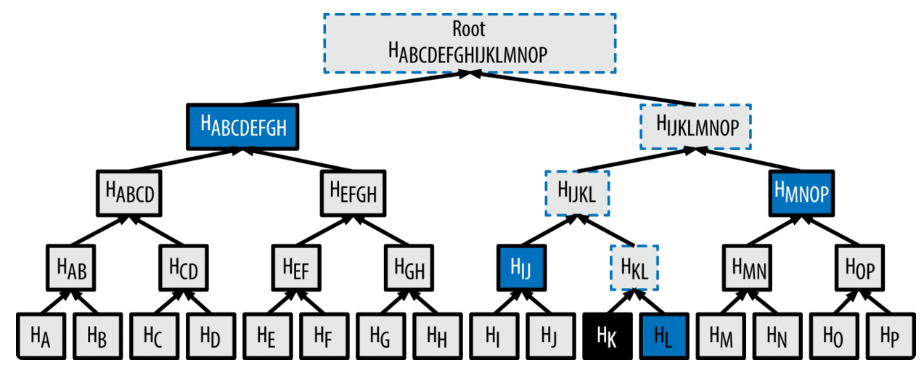 Root
HABCDEFGHIJKLMNOP
HABCDEFGH
HIJKLMNOP
HABCD
HEFGH
HIJKL
HMNOP
HAB
HCD
HEF
HGH
HIJ
HKL
HMN
HOP
HA
HB
HC
HD
HE
HF
HG
HH
HI
HJ
HK
HL
HM
HN
HO
HP